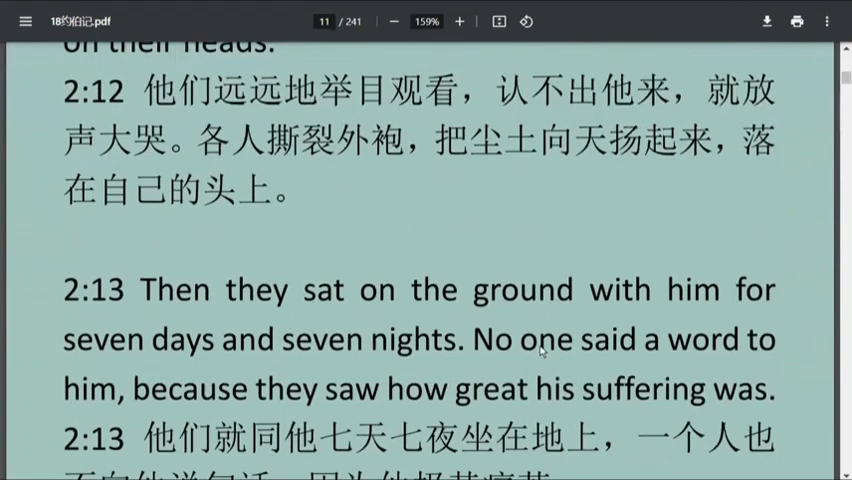 18约伯记.pdf
11 / 241
159%
on their heads.
2:12 他们远远地举目观看，认不出他来，就放
声大哭。各人撕裂外袍，把尘土向天扬起来，落
在自己的头上。
2:13 Then they sat on the ground with him for
seven days and seven nights. No one said a word to
him, because they saw how great his suffering was.
2:13 他们就同他七天七夜坐在地上，一个人也